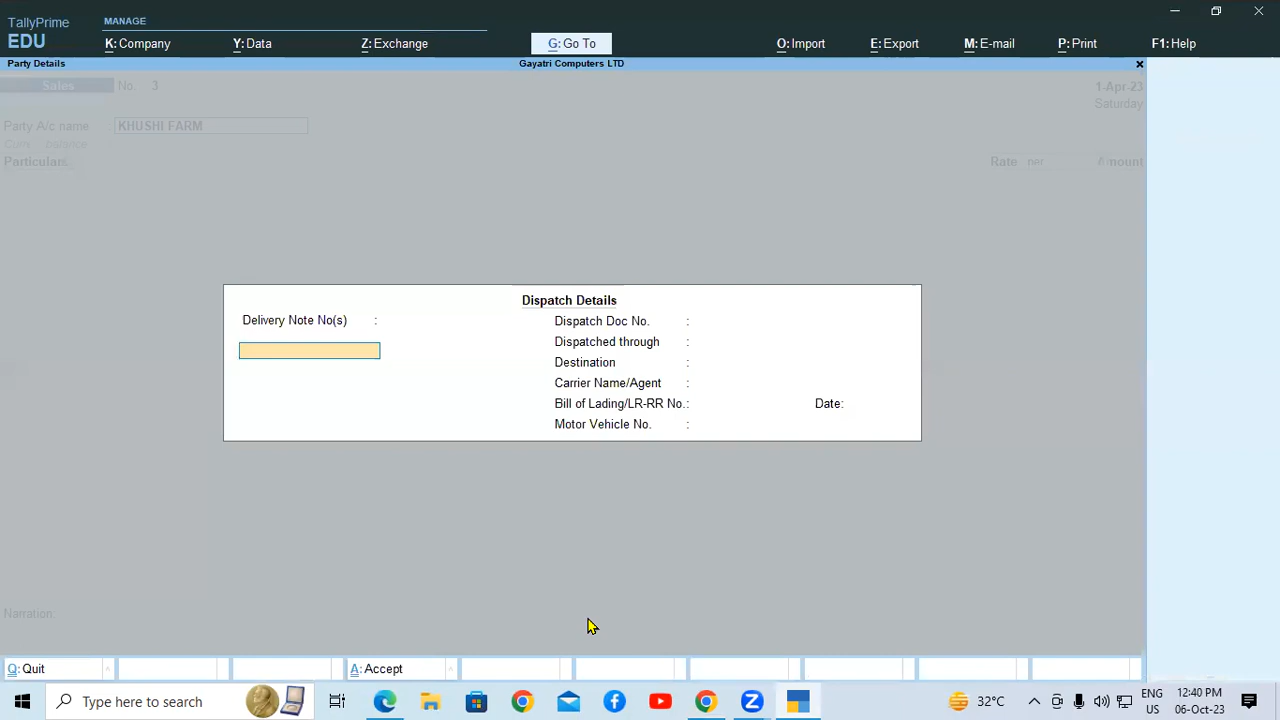 TallyPrime
EDU
MANAGE
K: Company
Y: Data
Z: Exchange
G: Go To
O: Import
E: Export
M: E-mail
P: Print
F1: Help
Party Details
Gayatri Computers LTD
Sales No. 3
1-Apr-23
Saturday
Party A/c name KHUSHI FARM
balance
Particulars Rate Amount
Dispatch Details
Delivery Note No(s) :
Dispatch Doc No. :
Dispatched through :
Destination :
Carrier Name/Agent :
Bill of Lading/LR-RR No. : Date:
Motor Vehicle No. :
Narration:
Q: Quit
A: Accept
Type here to search
32°C
ENG
US
12:40 PM
06-Oct-23